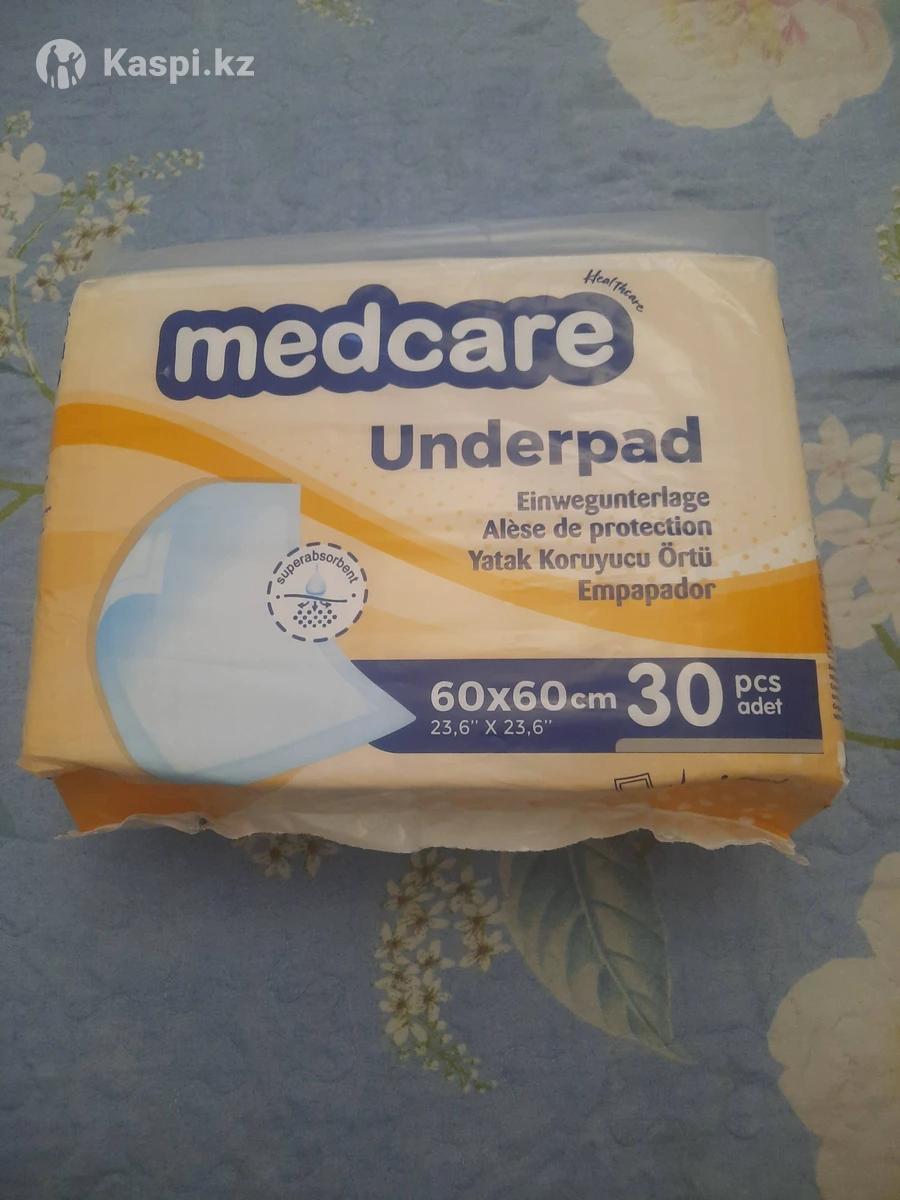 Kaspi.kz
Healthcare
medcare
Underpad
Einwegunterlage
Alèse de protection
Yatak Koruyucu Örtü
Empapador
superabsorbent
60x60cm 30 pcs
adet
23,6" X 23,6"